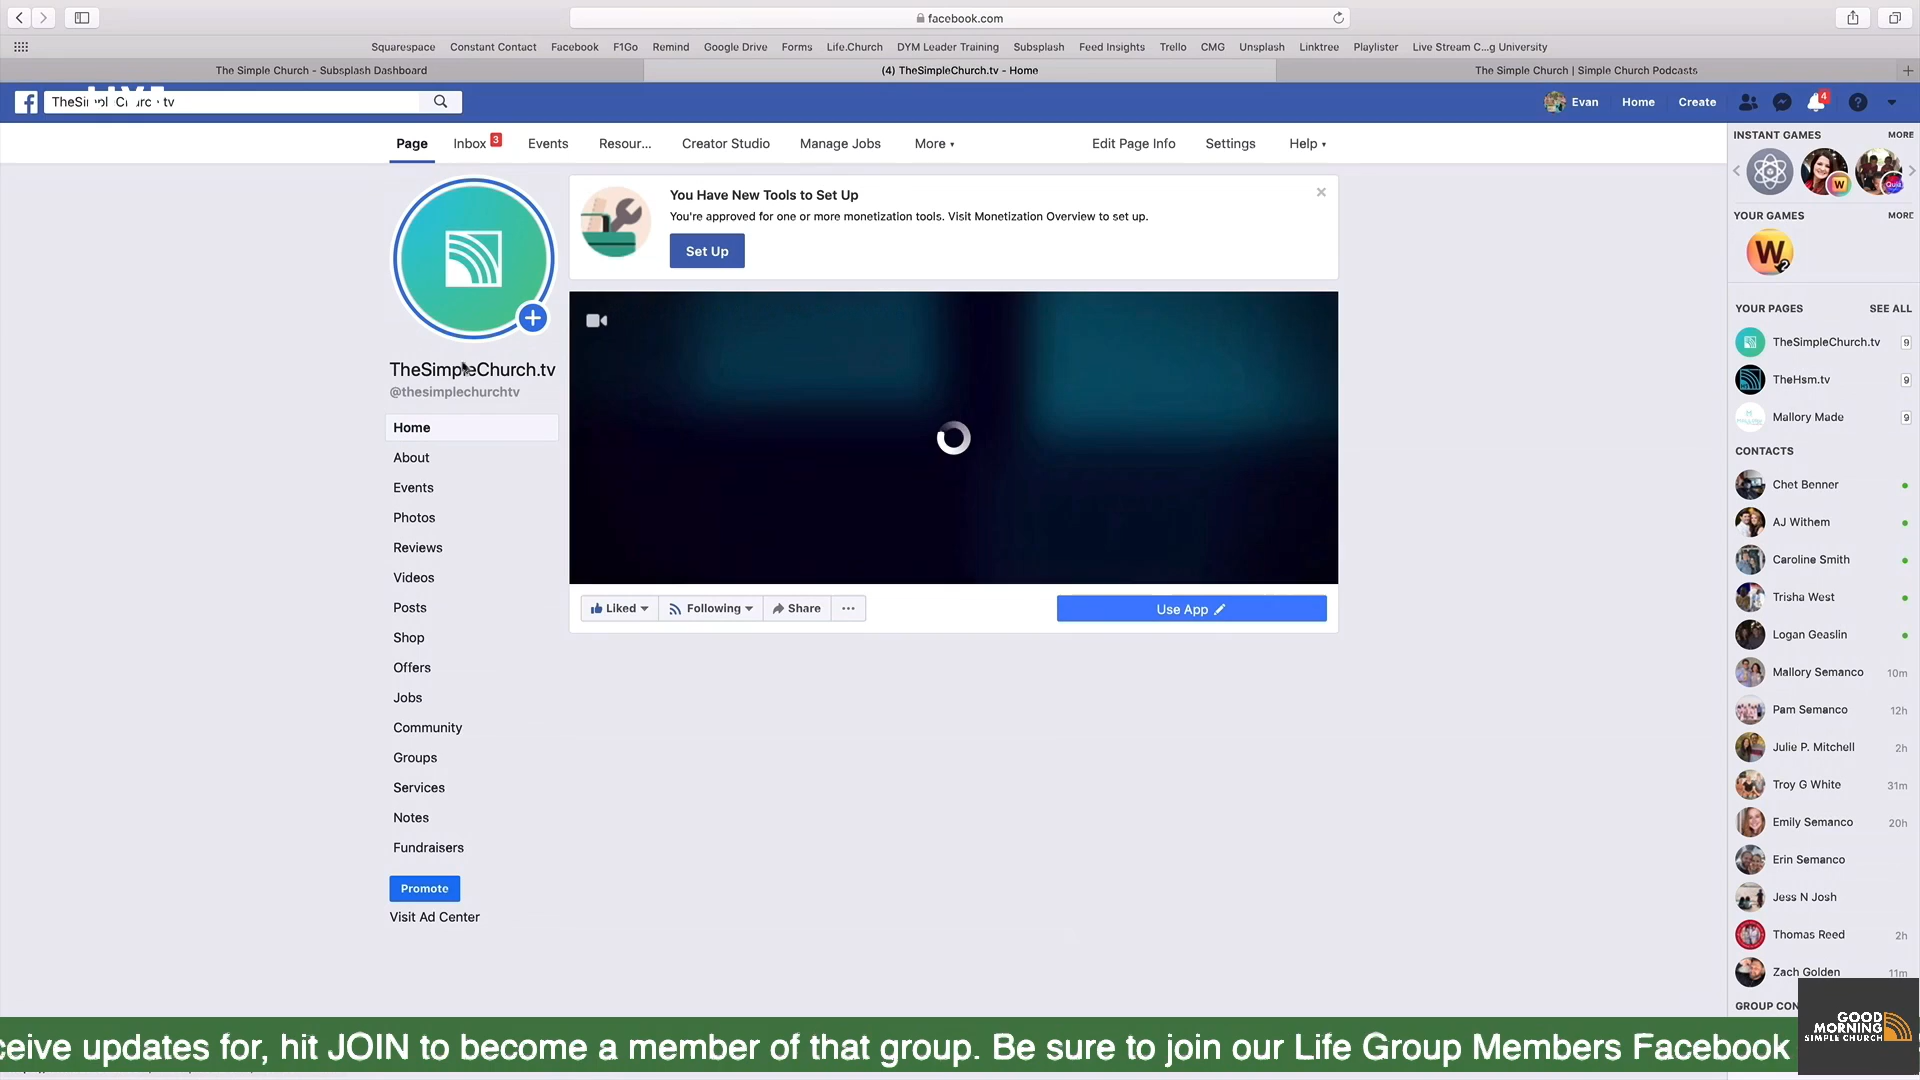 facebook.com
Squarespace Constant Contact Facebook F1Go Remind Google Drive Forms Life.Church DYM Leader Training Subsplash Feed Insights Trello CMG Unsplash Linktree Playlister Live Stream C...g University
The Simple Church - Subsplash Dashboard
(4) TheSimpleChurch.tv - Home
The Simple Church | Simple Church Podcasts
Evan Home Create 4
Page Inbox 3 Events Resour... Creator Studio Manage Jobs More Edit Page Info Settings Help
You Have New Tools to Set Up
You're approved for one or more monetization tools. Visit Monetization Overview to set up.
Set Up
TheSimpleChurch.tv
@thesimplechurchtv
Home
About
Events
Photos
Reviews
Videos
Posts
Shop
Offers
Jobs
Community
Groups
Services
Notes
Fundraisers
Promote
Visit Ad Center
Liked Following Share ... Use App
INSTANT GAMES MORE
W
YOUR GAMES MORE
W
YOUR PAGES SEE ALL
TheSimpleChurch.tv 9
TheHsm.tv 9
Mallory Made 9
CONTACTS
Chet Benner
AJ Withem
Caroline Smith
Trisha West
Logan Geaslin
Mallory Semanco 10m
Pam Semanco 12h
Julie P. Mitchell 2h
Troy G White 31m
Emily Semanco 20h
Erin Semanco
Jess N Josh
Thomas Reed 2h
Zach Golden 11m
GROUP CON
ceive updates for, hit JOIN to become a member of that group. Be sure to join our Life Group Members Facebook
GOOD
MORNING
SIMPLE CHURCH